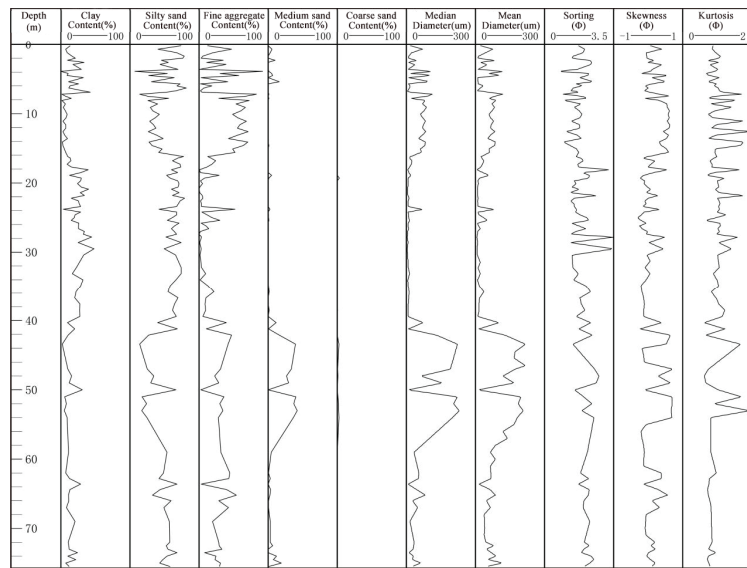 Depth (m)
Clay Content(%)
0 100
Silty sand Content(%)
0 100
Fine aggregate Content(%)
0 100
Medium sand Content(%)
0 100
Coarse sand Content(%)
0 100
Median Diameter(um)
0 300
Mean Diameter(um)
0 300
Sorting (Φ)
0 3.5
Skewness (Φ)
−1 1
Kurtosis (Φ)
0 2
0
10
20
30
40
50
60
70